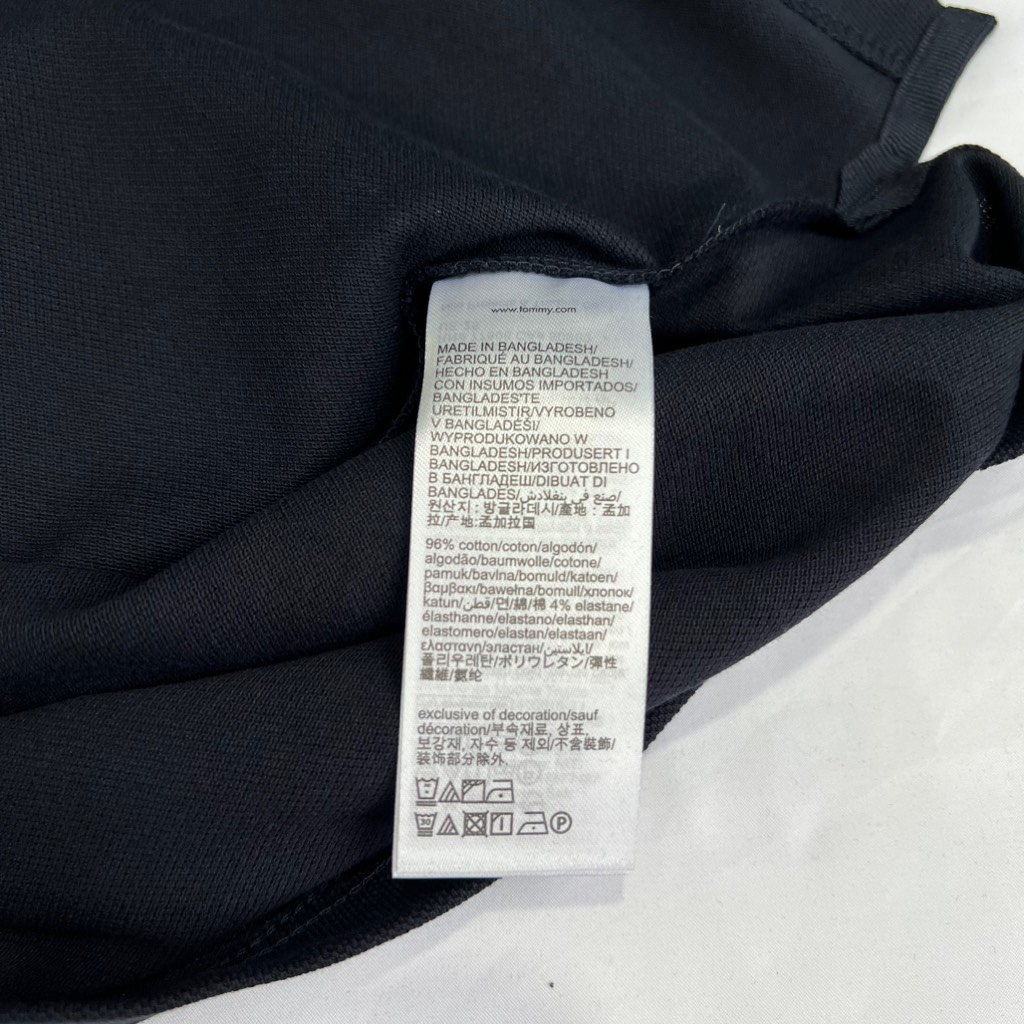 www.tommy.com
MADE IN BANGLADESH/
FABRIQUÉ AU BANGLADESH/
HECHO EN BANGLADESH
CON INSUMOS IMPORTADOS/
BANGLADEŞ'TE
ÜRETİLMİŞTİR/VYROBENO
V BANGLADÉŠI/
WYPRODUKOWANO W
BANGLADESH/PRODUSERT I
BANGLADESH/ИЗГОТОВЛЕНО
В БАНГЛАДЕШ/DIBUAT DI
BANGLADES/صنع في بنغلادش/
원산지 : 방글라데시/產地 : 孟加
拉/产地:孟加拉国
96% cotton/coton/algodón/
algodão/baumwolle/cotone/
pamuk/bavlna/bomuld/katoen/
βαμβακι/bawełna/bomull/хлопок/
katun/قطن/면/綿/棉 4% elastane/
élasthanne/elastano/elasthan/
elastomero/elastan/elastaan/
ελαστανη/эластан/إيلاستين/
폴리우레탄/ポリウレタン/彈性
纖維/氨纶
exclusive of decoration/sauf
décoration/부속재료, 상표,
보강재, 자수 등 제외/不含裝飾/
装饰部分除外.
30
P